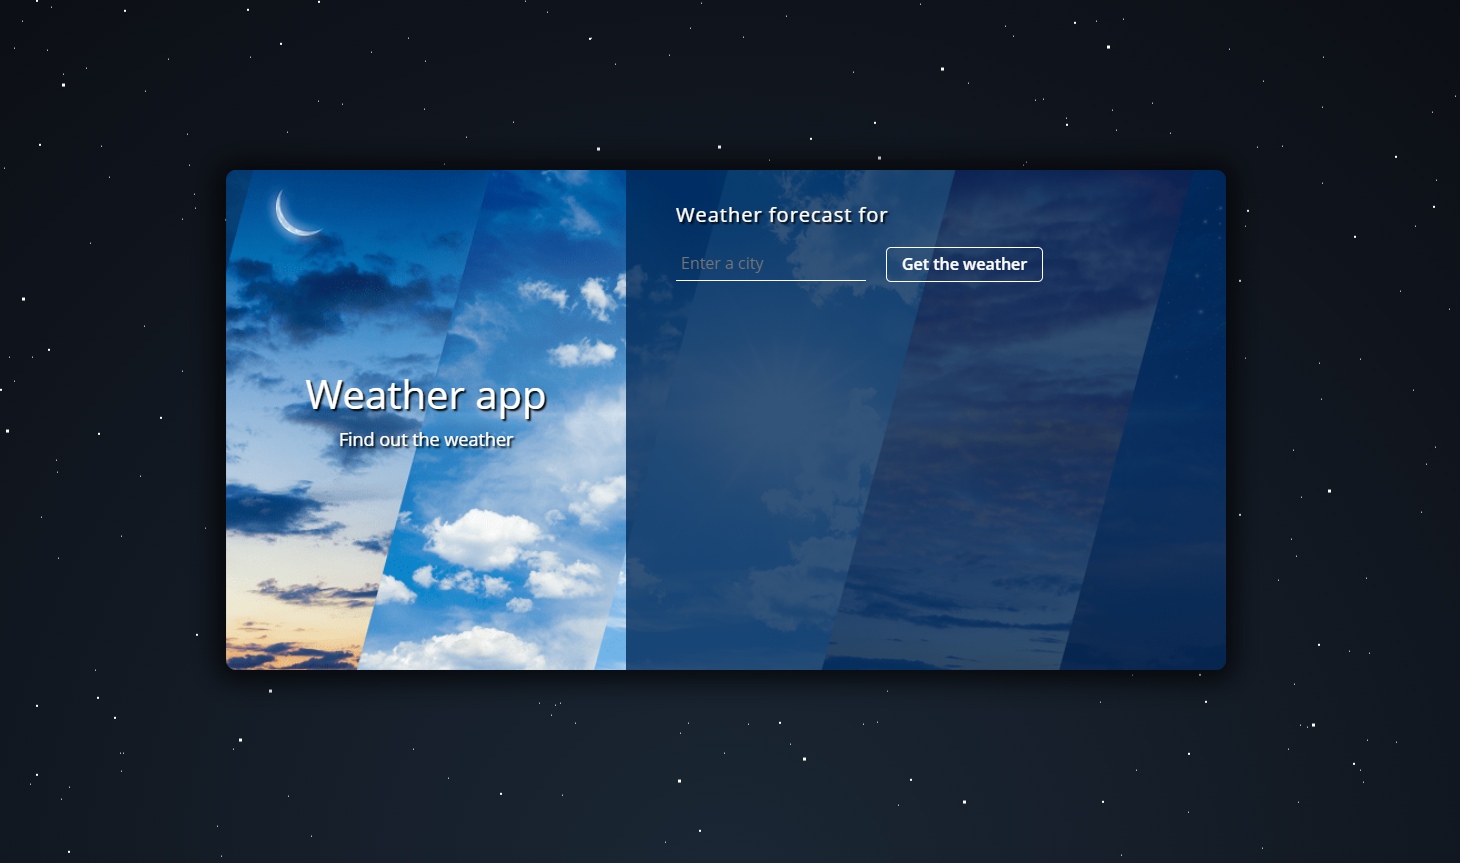 Weather app
Find out the weather
Weather forecast for
Enter a city
Get the weather